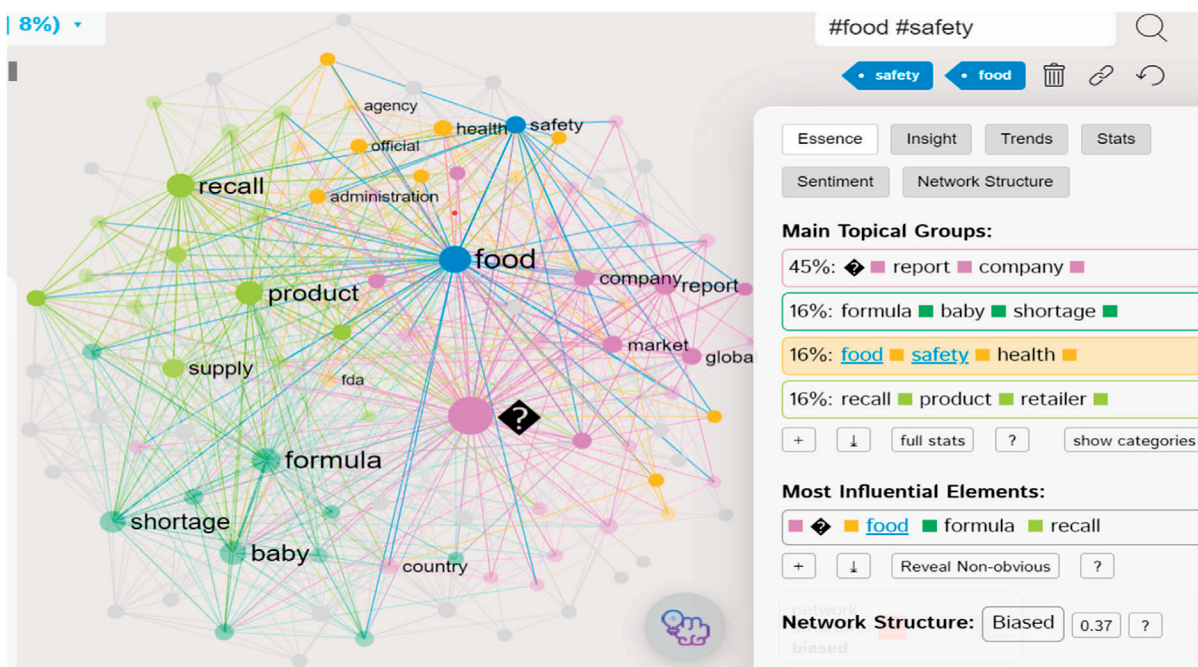 | 8%)
#food #safety
safety food
agency
health safety
official
recall
administration
food
company report
product
market
global
supply
fda
�
formula
shortage
baby
country
Essence Insight Trends Stats
Sentiment Network Structure
Main Topical Groups:
45%: � report company
16%: formula baby shortage
16%: food safety health
16%: recall product retailer
+ ⤓ full stats ? show categories
Most Influential Elements:
� food formula recall
+ ⤓ Reveal Non-obvious ?
Network Structure: Biased 0.37 ?